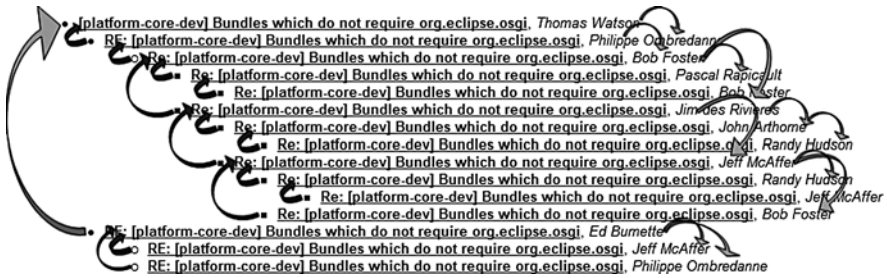 [platform-core-dev] Bundles which do not require org.eclipse.osgi, Thomas Watson
RE: [platform-core-dev] Bundles which do not require org.eclipse.osgi, Philippe Ombredanne
Re: [platform-core-dev] Bundles which do not require org.eclipse.osgi, Bob Foster
Re: [platform-core-dev] Bundles which do not require org.eclipse.osgi, Pascal Rapicault
Re: [platform-core-dev] Bundles which do not require org.eclipse.osgi, Bob Foster
Re: [platform-core-dev] Bundles which do not require org.eclipse.osgi, Jim des Rivieres
Re: [platform-core-dev] Bundles which do not require org.eclipse.osgi, John Arthorne
Re: [platform-core-dev] Bundles which do not require org.eclipse.osgi, Randy Hudson
Re: [platform-core-dev] Bundles which do not require org.eclipse.osgi, Jeff McAffer
Re: [platform-core-dev] Bundles which do not require org.eclipse.osgi, Randy Hudson
Re: [platform-core-dev] Bundles which do not require org.eclipse.osgi, Jeff McAffer
Re: [platform-core-dev] Bundles which do not require org.eclipse.osgi, Bob Foster
RE: [platform-core-dev] Bundles which do not require org.eclipse.osgi, Ed Burnette
RE: [platform-core-dev] Bundles which do not require org.eclipse.osgi, Jeff McAffer
RE: [platform-core-dev] Bundles which do not require org.eclipse.osgi, Philippe Ombredanne